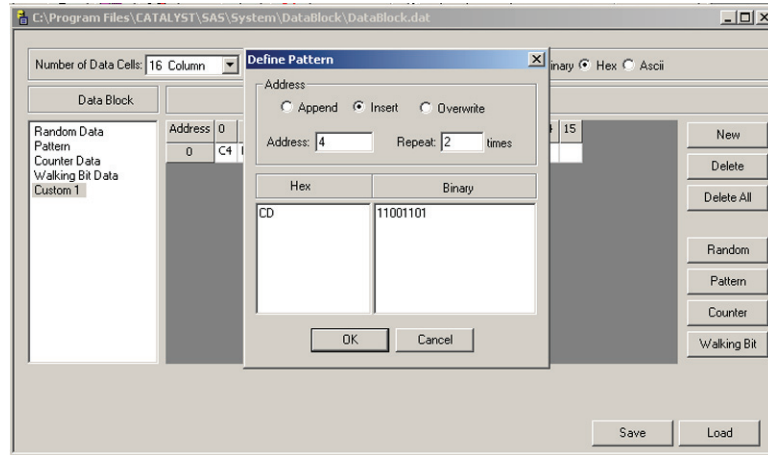 C:\Program Files\CATALYST\SAS\System\DataBlock\DataBlock.dat
Number of Data Cells: 16 Column
Hex Ascii
Data Block
Random Data
Pattern
Counter Data
Walking Bit Data
Custom 1
Address 0 15
0 C4
Define Pattern
Address
Append Insert Overwrite
Address: 4 Repeat: 2 times
Hex Binary
CD 11001101
OK Cancel
New
Delete
Delete All
Random
Pattern
Counter
Walking Bit
Save Load